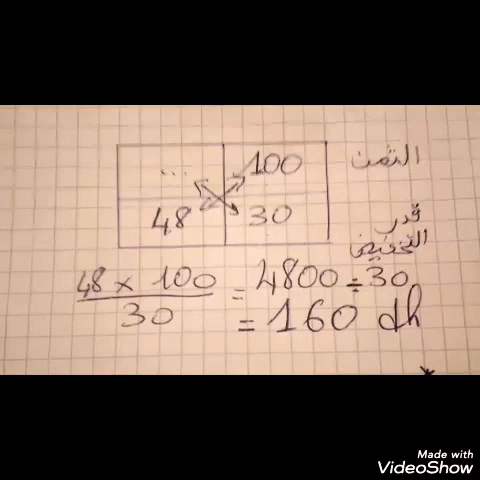 ... 100 الثمن
48 30 قدر التخفيض
48 × 100 = 4800 ÷ 30
30
= 160 dh
Made with
VideoShow